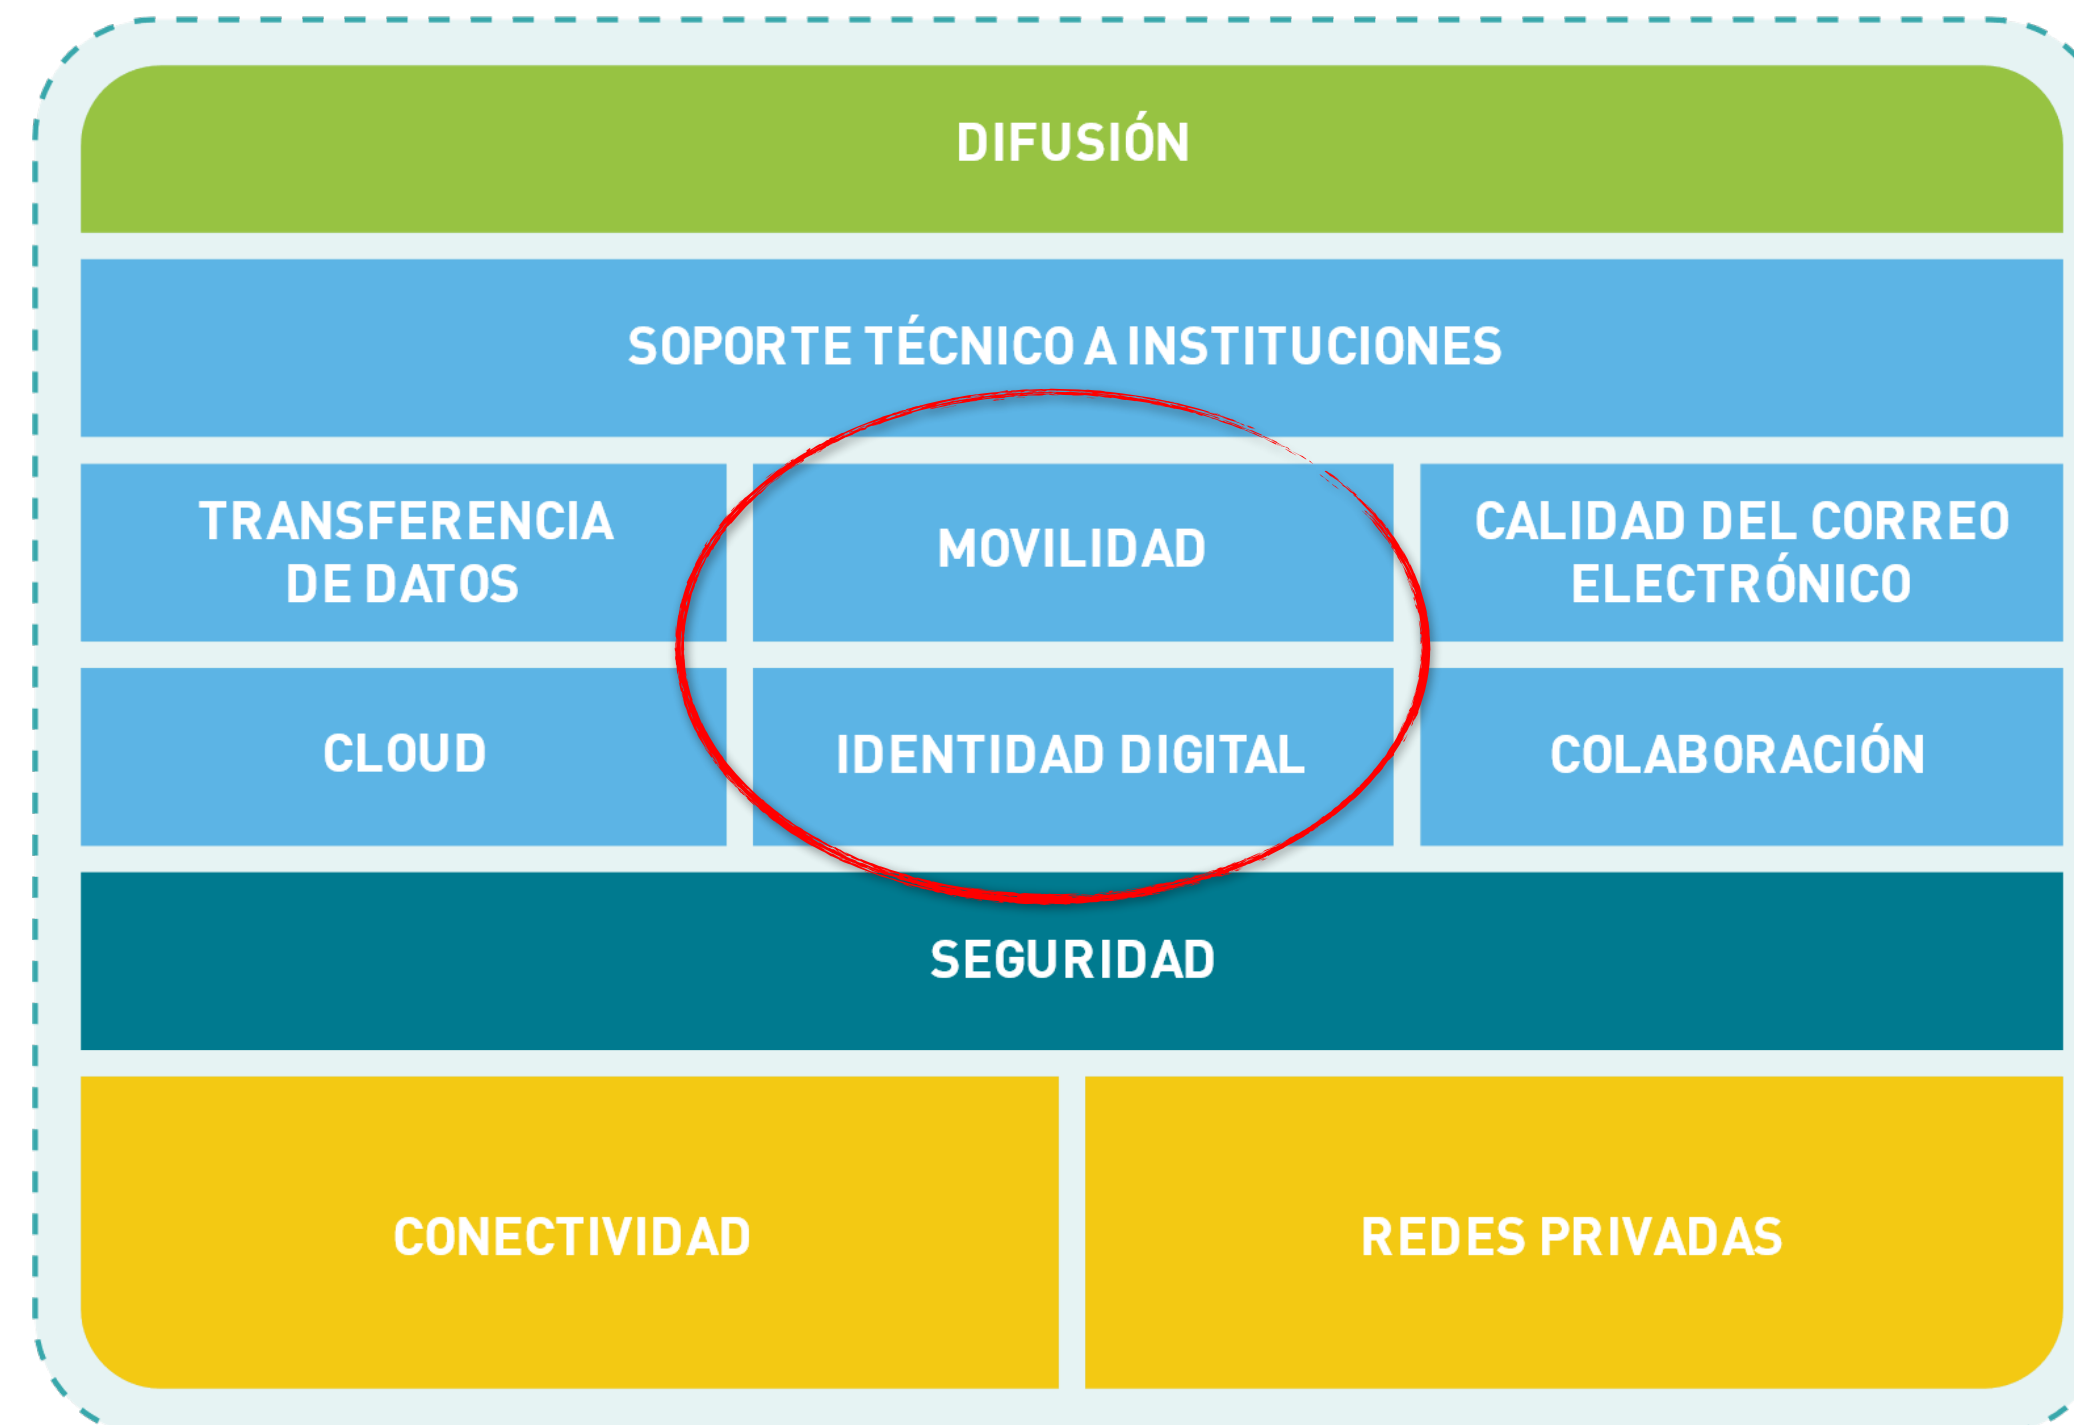 DIFUSIÓN
SOPORTE TÉCNICO A INSTITUCIONES
TRANSFERENCIA
DE DATOS
MOVILIDAD
CALIDAD DEL CORREO
ELECTRÓNICO
CLOUD
IDENTIDAD DIGITAL
COLABORACIÓN
SEGURIDAD
CONECTIVIDAD
REDES PRIVADAS